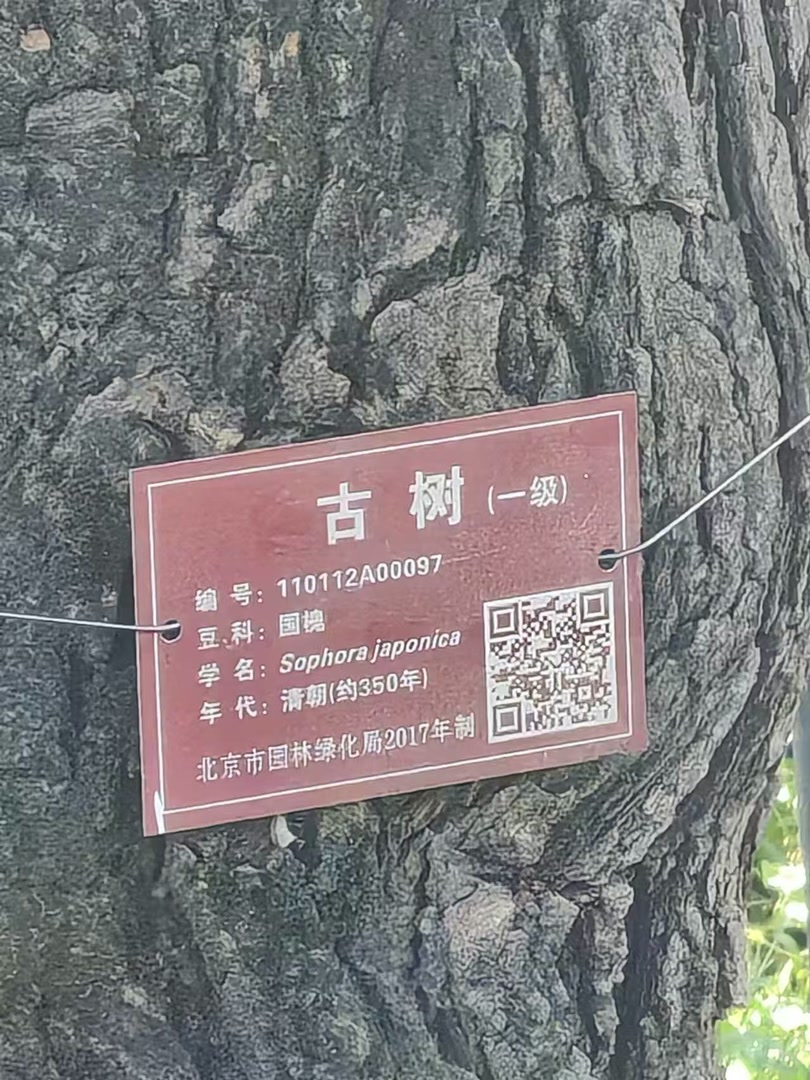 古树(一级)
编号：110112A00097
豆科：国槐
学名：Sophora japonica
年代：清朝(约350年)
北京市园林绿化局2017年制